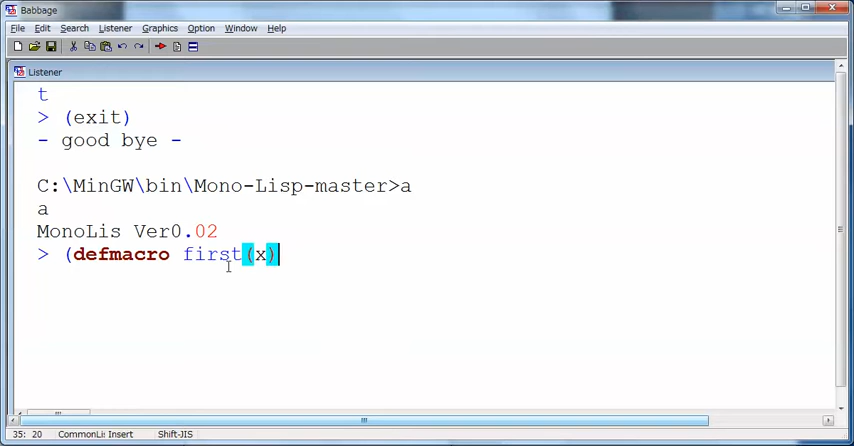 Babbage
File Edit Search Listener Graphics Option Window Help
Listener
t
> (exit)
- good bye -
C:\MinGW\bin\Mono-Lisp-master>a
a
MonoLis Ver0.02
> (defmacro first(x)
35: 20 CommonLi: Insert Shift-JIS